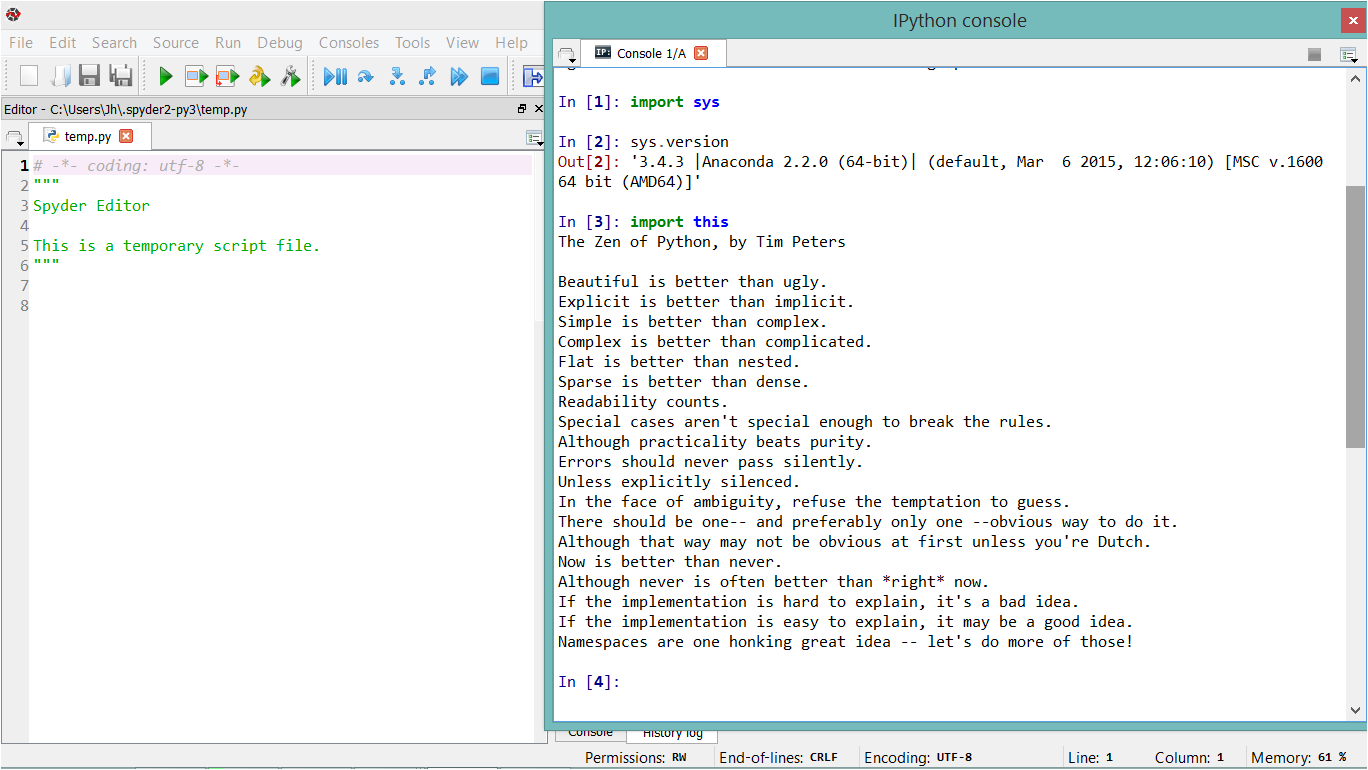 File Edit Search Source Run Debug Consoles Tools View Help
Editor - C:\Users\Jh\.spyder2-py3\temp.py
temp.py
1 # -*- coding: utf-8 -*-
2 """
3 Spyder Editor
4
5 This is a temporary script file.
6 """
7
8
IPython console
IP: Console 1/A
In [1]: import sys
In [2]: sys.version
Out[2]: '3.4.3 |Anaconda 2.2.0 (64-bit)| (default, Mar  6 2015, 12:06:10) [MSC v.1600
64 bit (AMD64)]'
In [3]: import this
The Zen of Python, by Tim Peters
Beautiful is better than ugly.
Explicit is better than implicit.
Simple is better than complex.
Complex is better than complicated.
Flat is better than nested.
Sparse is better than dense.
Readability counts.
Special cases aren't special enough to break the rules.
Although practicality beats purity.
Errors should never pass silently.
Unless explicitly silenced.
In the face of ambiguity, refuse the temptation to guess.
There should be one-- and preferably only one --obvious way to do it.
Although that way may not be obvious at first unless you're Dutch.
Now is better than never.
Although never is often better than *right* now.
If the implementation is hard to explain, it's a bad idea.
If the implementation is easy to explain, it may be a good idea.
Namespaces are one honking great idea -- let's do more of those!
In [4]:
Console History log
Permissions: RW End-of-lines: CRLF Encoding: UTF-8 Line: 1 Column: 1 Memory: 61 %